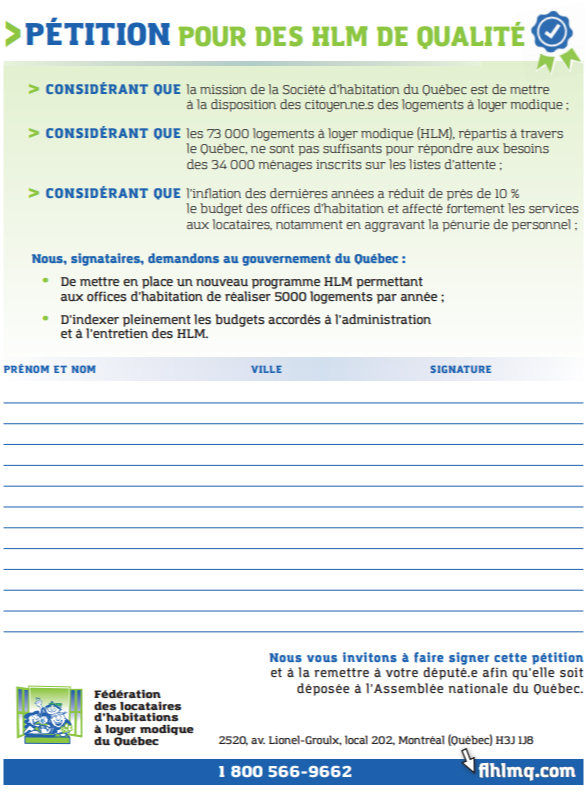 >PÉTITION POUR DES HLM DE QUALITÉ
> CONSIDÉRANT QUE la mission de la Société d'habitation du Québec est de mettre
à la disposition des citoyen.ne.s des logements à loyer modique ;
> CONSIDÉRANT QUE les 73 000 logements à loyer modique (HLM), répartis à travers
le Québec, ne sont pas suffisants pour répondre aux besoins
des 34 000 ménages inscrits sur les listes d'attente ;
> CONSIDÉRANT QUE l'inflation des dernières années a réduit de près de 10 %
le budget des offices d'habitation et affecté fortement les services
aux locataires, notamment en aggravant la pénurie de personnel ;
Nous, signataires, demandons au gouvernement du Québec :
• De mettre en place un nouveau programme HLM permettant
aux offices d'habitation de réaliser 5000 logements par année ;
• D'indexer pleinement les budgets accordés à l'administration
et à l'entretien des HLM.
PRÉNOM ET NOM VILLE SIGNATURE
Nous vous invitons à faire signer cette pétition
et à la remettre à votre député.e afin qu'elle soit
déposée à l'Assemblée nationale du Québec.
Fédération
des locataires
d'habitations
à loyer modique
du Québec
2520, av. Lionel-Groulx, local 202, Montréal (Québec) H3J 1J8
1 800 566-9662
flhlmq.com